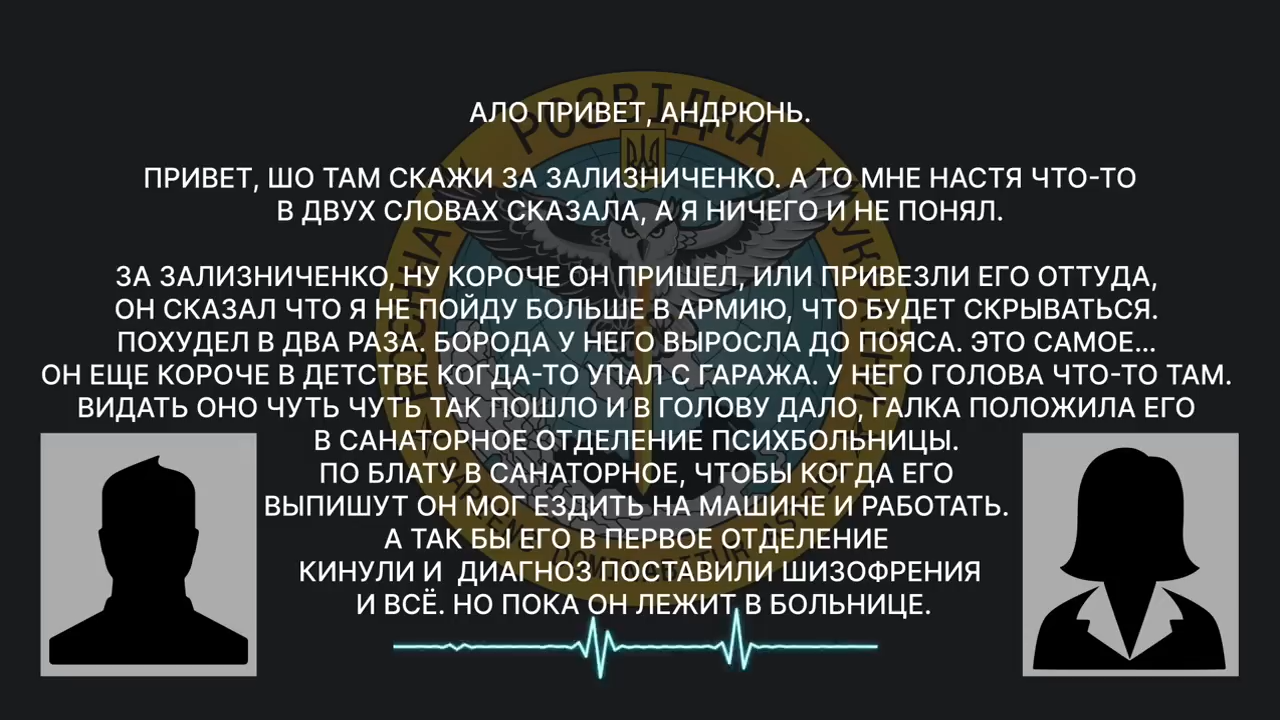 АЛО ПРИВЕТ, АНДРЮНЬ.
ПРИВЕТ, ШО ТАМ СКАЖИ ЗА ЗАЛИЗНИЧЕНКО. А ТО МНЕ НАСТЯ ЧТО-ТО
В ДВУХ СЛОВАХ СКАЗАЛА, А Я НИЧЕГО И НЕ ПОНЯЛ.
ЗА ЗАЛИЗНИЧЕНКО, НУ КОРОЧЕ ОН ПРИШЕЛ, ИЛИ ПРИВЕЗЛИ ЕГО ОТТУДА,
ОН СКАЗАЛ ЧТО Я НЕ ПОЙДУ БОЛЬШЕ В АРМИЮ, ЧТО БУДЕТ СКРЫВАТЬСЯ.
ПОХУДЕЛ В ДВА РАЗА. БОРОДА У НЕГО ВЫРОСЛА ДО ПОЯСА. ЭТО САМОЕ...
ОН ЕЩЕ КОРОЧЕ В ДЕТСТВЕ КОГДА-ТО УПАЛ С ГАРАЖА. У НЕГО ГОЛОВА ЧТО-ТО ТАМ.
ВИДАТЬ ОНО ЧУТЬ ЧУТЬ ТАК ПОШЛО И В ГОЛОВУ ДАЛО, ГАЛКА ПОЛОЖИЛА ЕГО
В САНАТОРНОЕ ОТДЕЛЕНИЕ ПСИХБОЛЬНИЦЫ.
ПО БЛАТУ В САНАТОРНОЕ, ЧТОБЫ КОГДА ЕГО
ВЫПИШУТ ОН МОГ ЕЗДИТЬ НА МАШИНЕ И РАБОТАТЬ.
А ТАК БЫ ЕГО В ПЕРВОЕ ОТДЕЛЕНИЕ
КИНУЛИ И  ДИАГНОЗ ПОСТАВИЛИ ШИЗОФРЕНИЯ
И ВСЁ. НО ПОКА ОН ЛЕЖИТ В БОЛЬНИЦЕ.
РОЗВІДКА